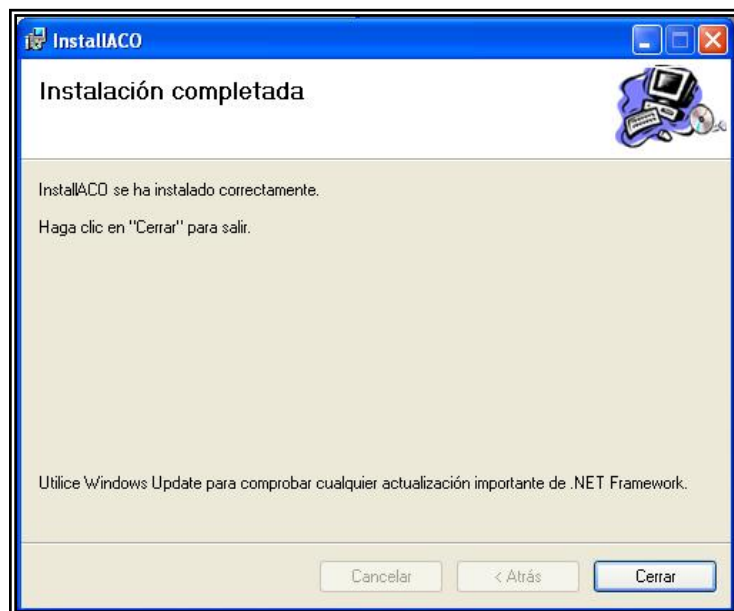 InstallACO
Instalación completada
InstallACO se ha instalado correctamente.
Haga clic en "Cerrar" para salir.
Utilice Windows Update para comprobar cualquier actualización importante de .NET Framework.
Cancelar
< Atrás
Cerrar